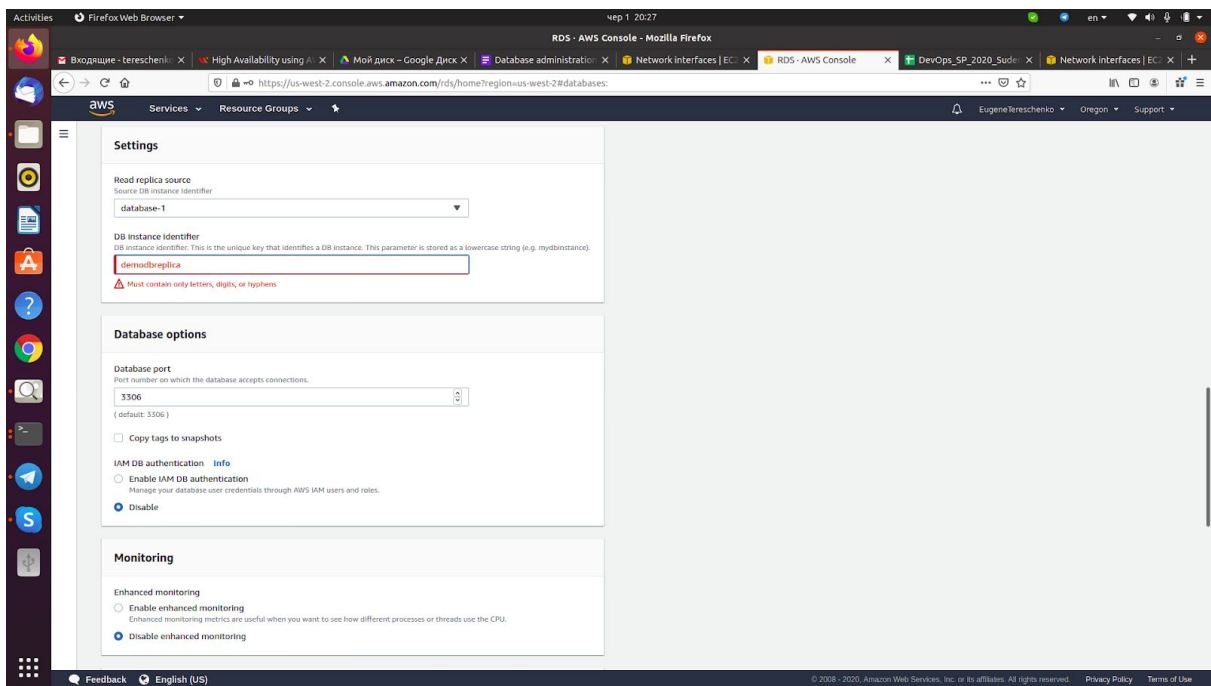 Activities
Firefox Web Browser
чер 1 20:27
en
RDS · AWS Console - Mozilla Firefox
Входящие - tereschenko
High Availability using A
Мой диск – Google Диск
Database administration
Network interfaces | EC2
RDS · AWS Console
DevOps_SP_2020_Sude
Network interfaces | EC2
https://us-west-2.console.aws.amazon.com/rds/home?region=us-west-2#databases:
aws
Services
Resource Groups
EugeneTereschenko
Oregon
Support
Settings
Read replica source
Source DB instance Identifier
database-1
DB instance identifier
DB instance identifier. This is the unique key that identifies a DB instance. This parameter is stored as a lowercase string (e.g. mydbinstance).
demodbreplica
Must contain only letters, digits, or hyphens
Database options
Database port
Port number on which the database accepts connections.
3306
( default: 3306 )
Copy tags to snapshots
IAM DB authentication Info
Enable IAM DB authentication
Manage your database user credentials through AWS IAM users and roles.
Disable
Monitoring
Enhanced monitoring
Enable enhanced monitoring
Enhanced monitoring metrics are useful when you want to see how different processes or threads use the CPU.
Disable enhanced monitoring
Feedback
English (US)
© 2008 - 2020, Amazon Web Services, Inc. or its affiliates. All rights reserved.
Privacy Policy
Terms of Use